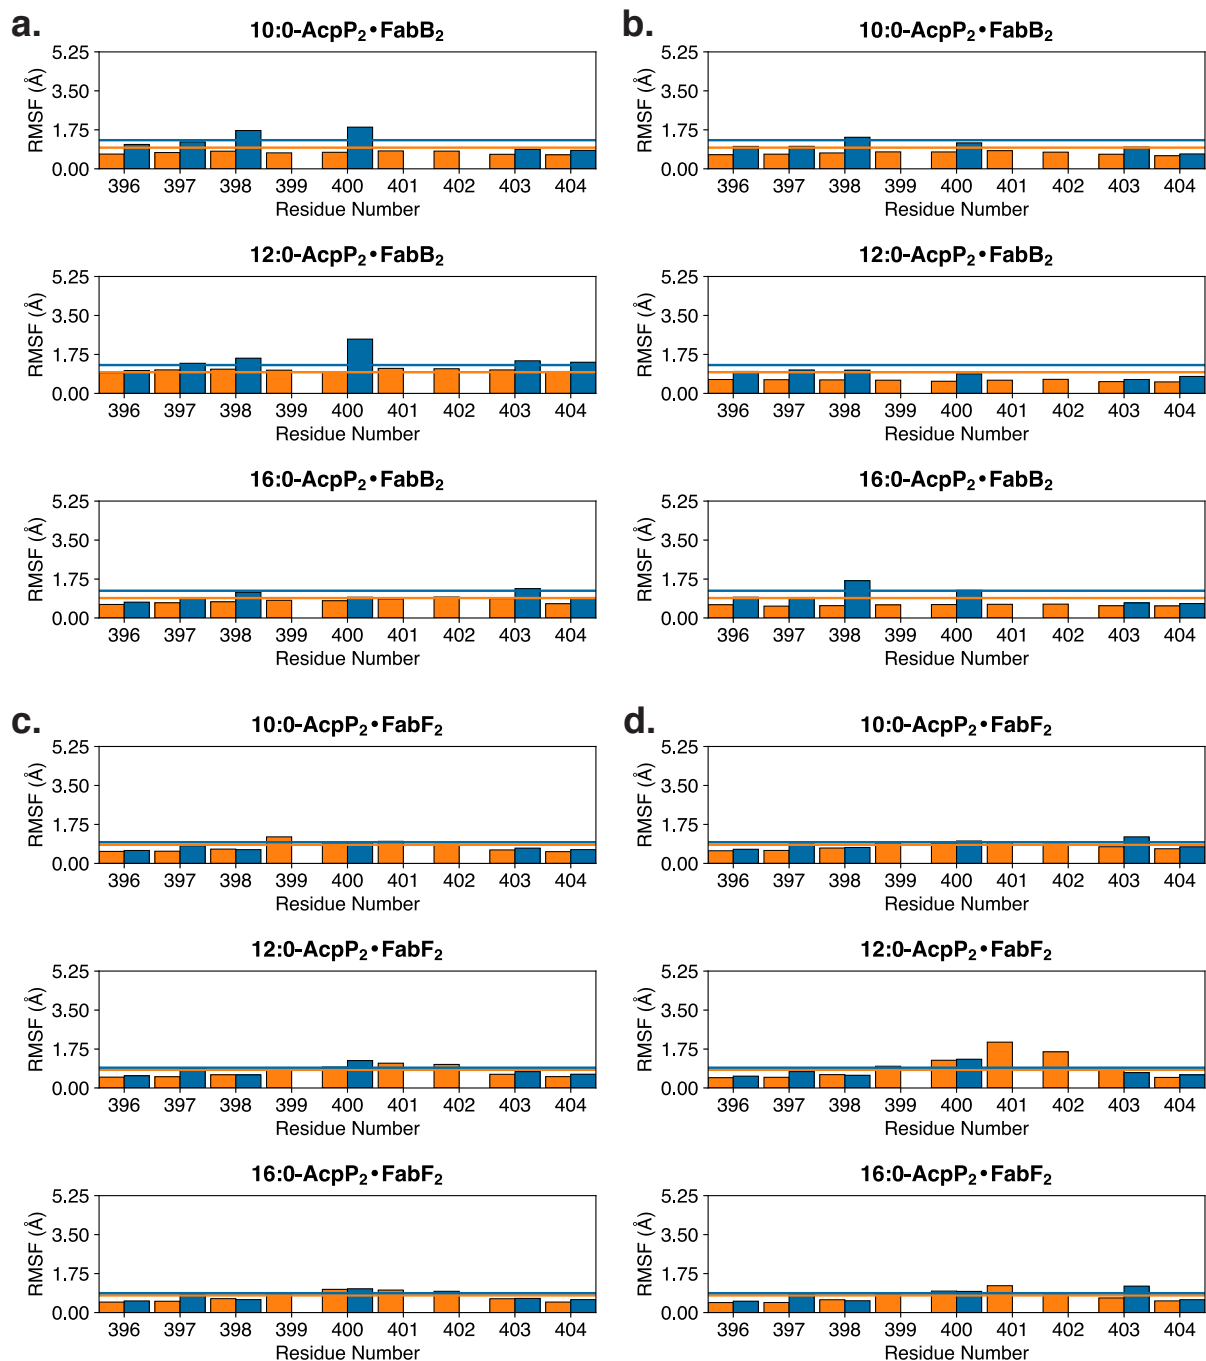 a.
10:0-AcpP₂•FabB₂
5.25
3.50
1.75
0.00
RMSF (Å)
396 397 398 399 400 401 402 403 404
Residue Number
12:0-AcpP₂•FabB₂
5.25
3.50
1.75
0.00
RMSF (Å)
396 397 398 399 400 401 402 403 404
Residue Number
16:0-AcpP₂•FabB₂
5.25
3.50
1.75
0.00
RMSF (Å)
396 397 398 399 400 401 402 403 404
Residue Number
b.
10:0-AcpP₂•FabB₂
5.25
3.50
1.75
0.00
RMSF (Å)
396 397 398 399 400 401 402 403 404
Residue Number
12:0-AcpP₂•FabB₂
5.25
3.50
1.75
0.00
RMSF (Å)
396 397 398 399 400 401 402 403 404
Residue Number
16:0-AcpP₂•FabB₂
5.25
3.50
1.75
0.00
RMSF (Å)
396 397 398 399 400 401 402 403 404
Residue Number
c.
10:0-AcpP₂•FabF₂
5.25
3.50
1.75
0.00
RMSF (Å)
396 397 398 399 400 401 402 403 404
Residue Number
12:0-AcpP₂•FabF₂
5.25
3.50
1.75
0.00
RMSF (Å)
396 397 398 399 400 401 402 403 404
Residue Number
16:0-AcpP₂•FabF₂
5.25
3.50
1.75
0.00
RMSF (Å)
396 397 398 399 400 401 402 403 404
Residue Number
d.
10:0-AcpP₂•FabF₂
5.25
3.50
1.75
0.00
RMSF (Å)
396 397 398 399 400 401 402 403 404
Residue Number
12:0-AcpP₂•FabF₂
5.25
3.50
1.75
0.00
RMSF (Å)
396 397 398 399 400 401 402 403 404
Residue Number
16:0-AcpP₂•FabF₂
5.25
3.50
1.75
0.00
RMSF (Å)
396 397 398 399 400 401 402 403 404
Residue Number